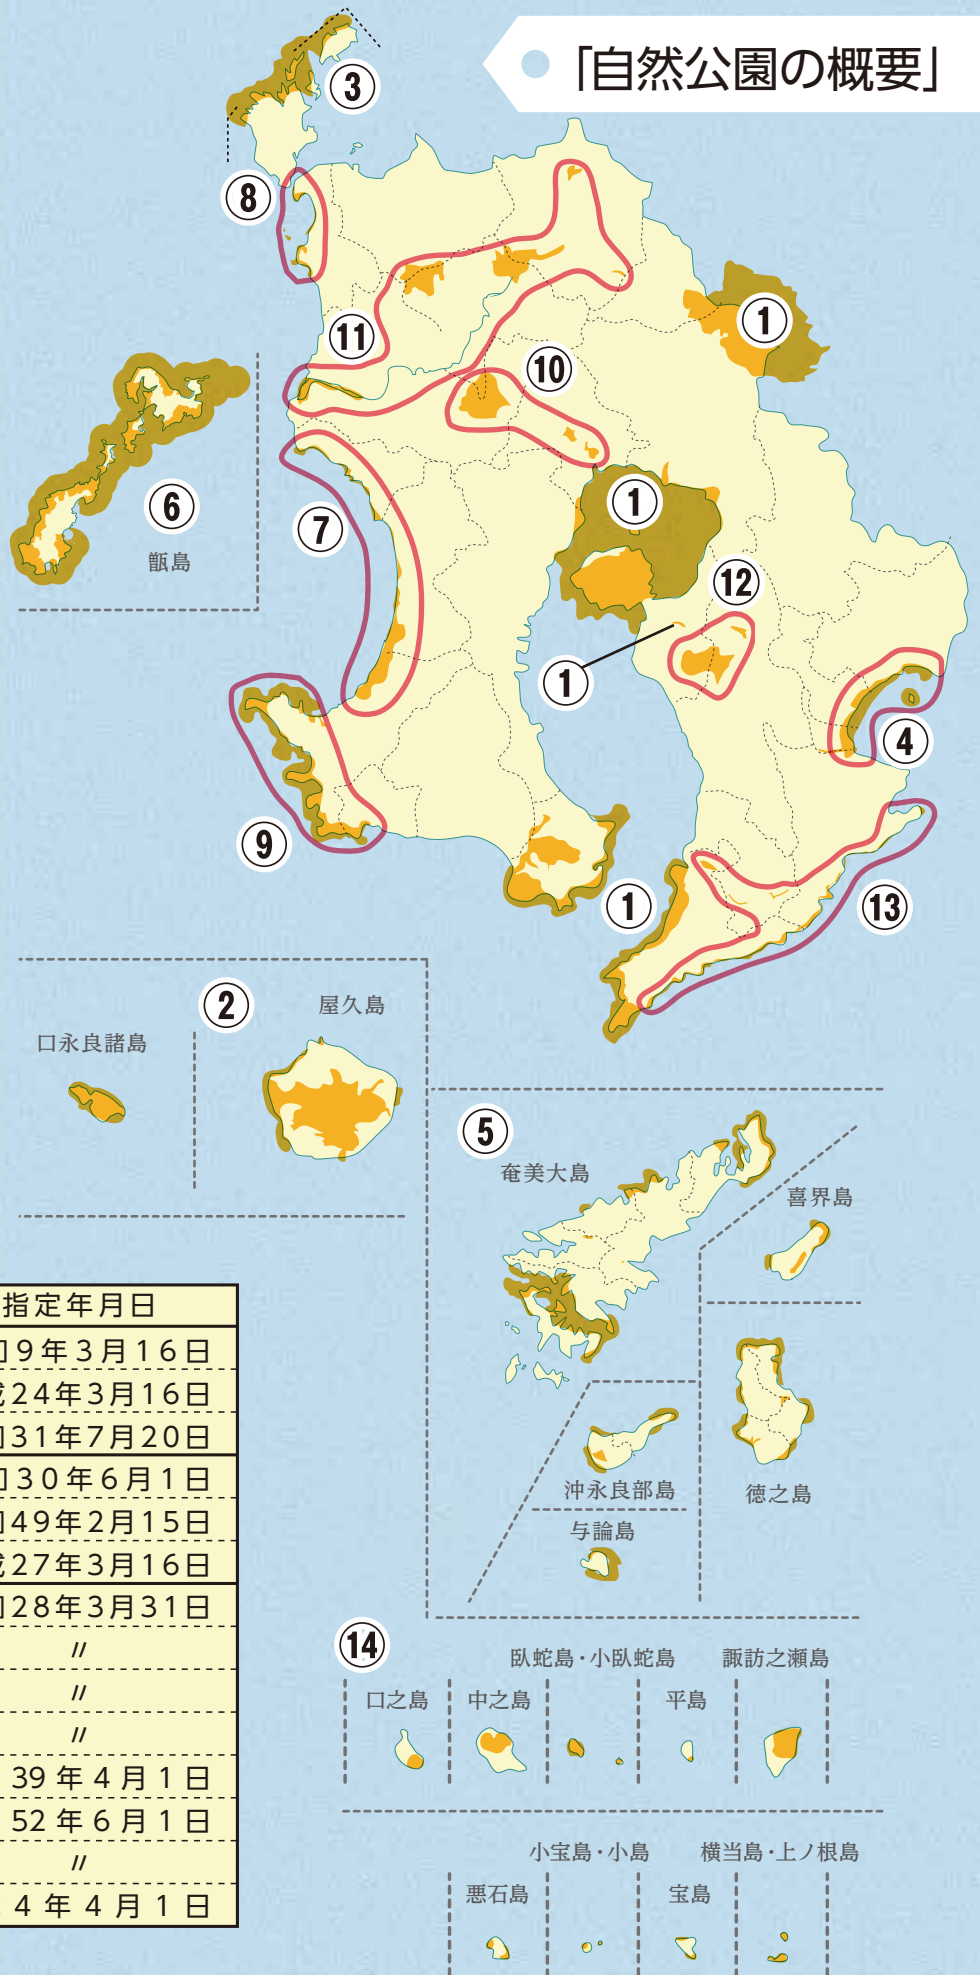 「自然公園の概要」
③
⑧
①
⑪
⑩
⑥
甑島
⑦
①
⑫
①
④
⑨
①
⑬
②
屋久島
口永良諸島
⑤
奄美大島
喜界島
沖永良部島
徳之島
与論島
指定年月日
9年3月16日
24年3月16日
31年7月20日
30年6月1日
49年2月15日
27年3月16日
28年3月31日
〃
〃
〃
39年4月1日
52年6月1日
〃
4年4月1日
⑭
臥蛇島・小臥蛇島
諏訪之瀬島
口之島
中之島
平島
小宝島・小島
横当島・上ノ根島
悪石島
宝島